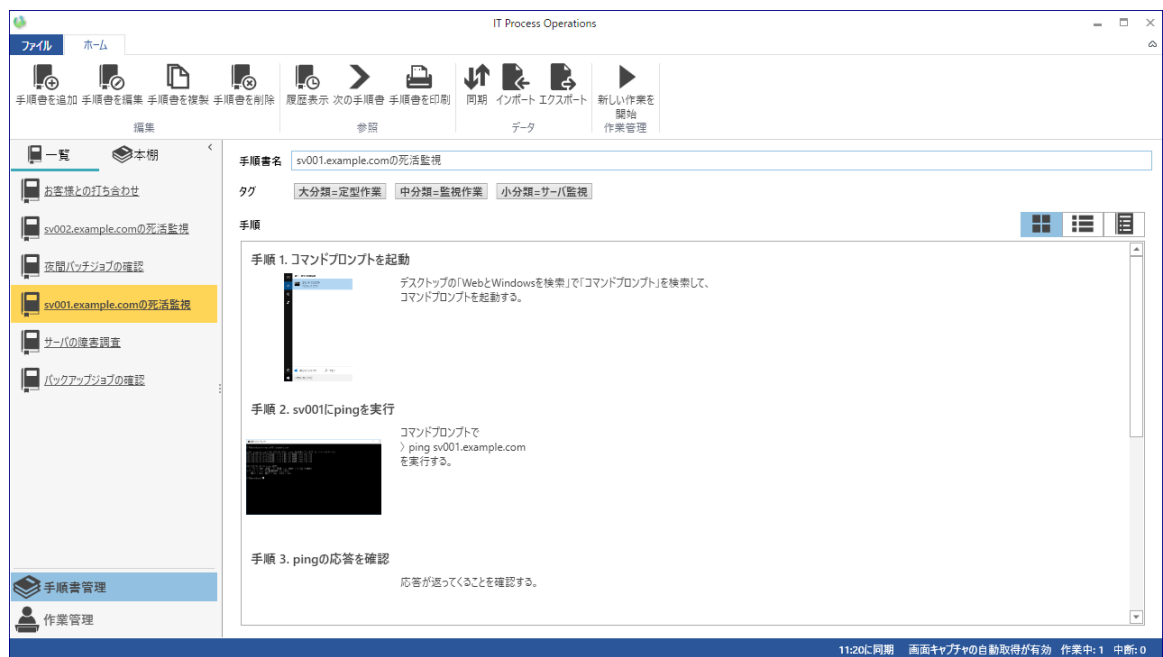 IT Process Operations
ファイル ホーム
手順書を追加 手順書を編集 手順書を複製 手順書を削除 履歴表示 次の手順書 手順書を印刷 同期 インポート エクスポート 新しい作業を
開始
編集 参照 データ 作業管理
一覧 本棚
手順書名 sv001.example.comの死活監視
お客様との打ち合わせ
タグ 大分類=定型作業 中分類=監視作業 小分類=サーバ監視
sv002.example.comの死活監視
手順
夜間バッチジョブの確認
sv001.example.comの死活監視
サーバの障害調査
バックアップジョブの確認
手順 1. コマンドプロンプトを起動
デスクトップの「WebとWindowsを検索」で「コマンドプロンプト」を検索して、
コマンドプロンプトを起動する。
手順 2. sv001にpingを実行
コマンドプロンプトで
〉ping sv001.example.com
を実行する。
手順 3. pingの応答を確認
応答が返ってくることを確認する。
手順書管理
作業管理
11:20に同期 画面キャプチャの自動取得が有効 作業中: 1 中断: 0